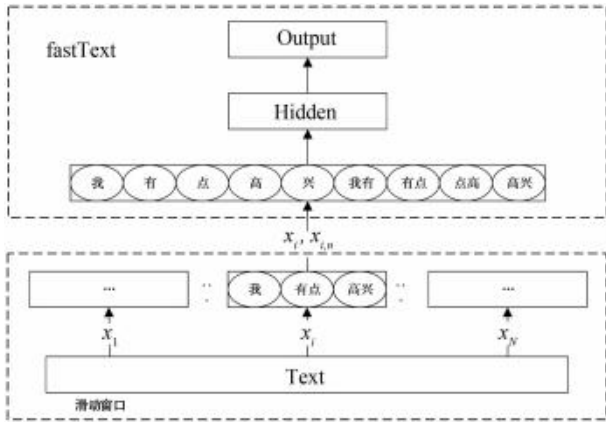 fastText
Output
Hidden
我 有 点 高 兴 我有 有点 点高 高兴
x_i, x_{i,n}
... 我 有点 高兴 ...
x_1 x_i x_N
Text
滑动窗口